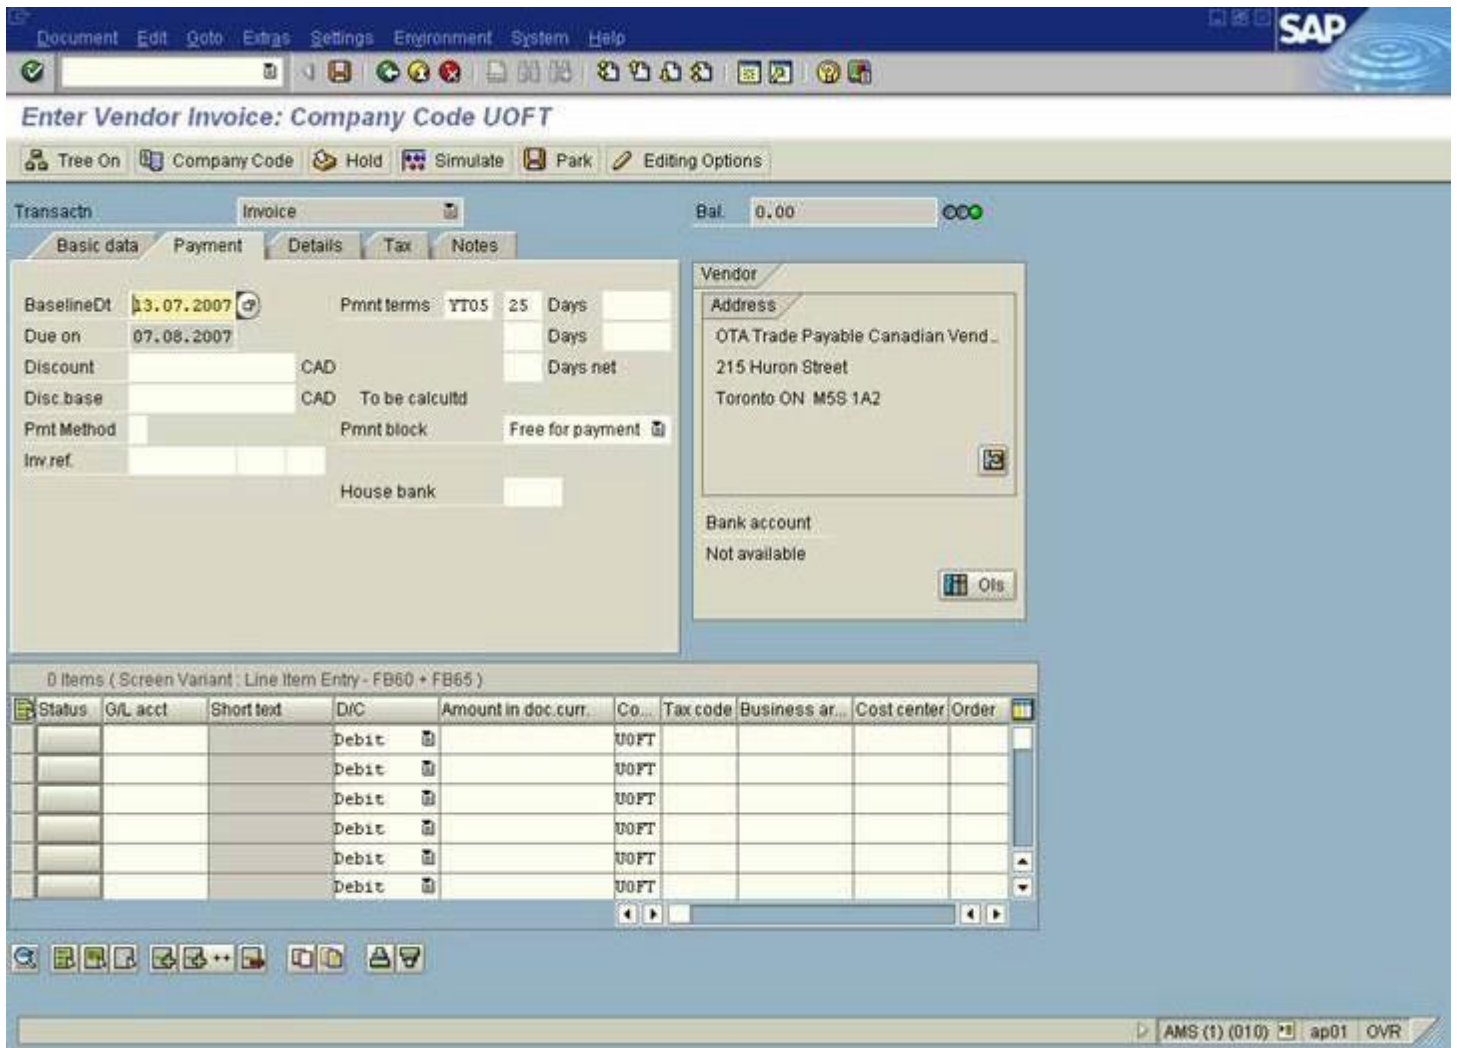 Document Edit Goto Extras Settings Environment System Help
SAP
Enter Vendor Invoice: Company Code UOFT
Tree On Company Code Hold Simulate Park Editing Options
Transactn Invoice Bal. 0.00
Basic data Payment Details Tax Notes
BaselineDt 13.07.2007 Pmnt terms YT05 25 Days
Due on 07.08.2007 Days
Discount CAD Days net
Disc.base CAD To be calcultd
Pmt Method Pmnt block Free for payment
Inv.ref.
House bank
Vendor
Address
OTA Trade Payable Canadian Vend...
215 Huron Street
Toronto ON M5S 1A2
Bank account
Not available
OIs
0 Items ( Screen Variant : Line Item Entry - FB60 + FB65 )
Status G/L acct Short text D/C Amount in doc.curr. Co... Tax code Business ar... Cost center Order
Debit UOFT
Debit UOFT
Debit UOFT
Debit UOFT
Debit UOFT
Debit UOFT
AMS (1) (010) ap01 OVR